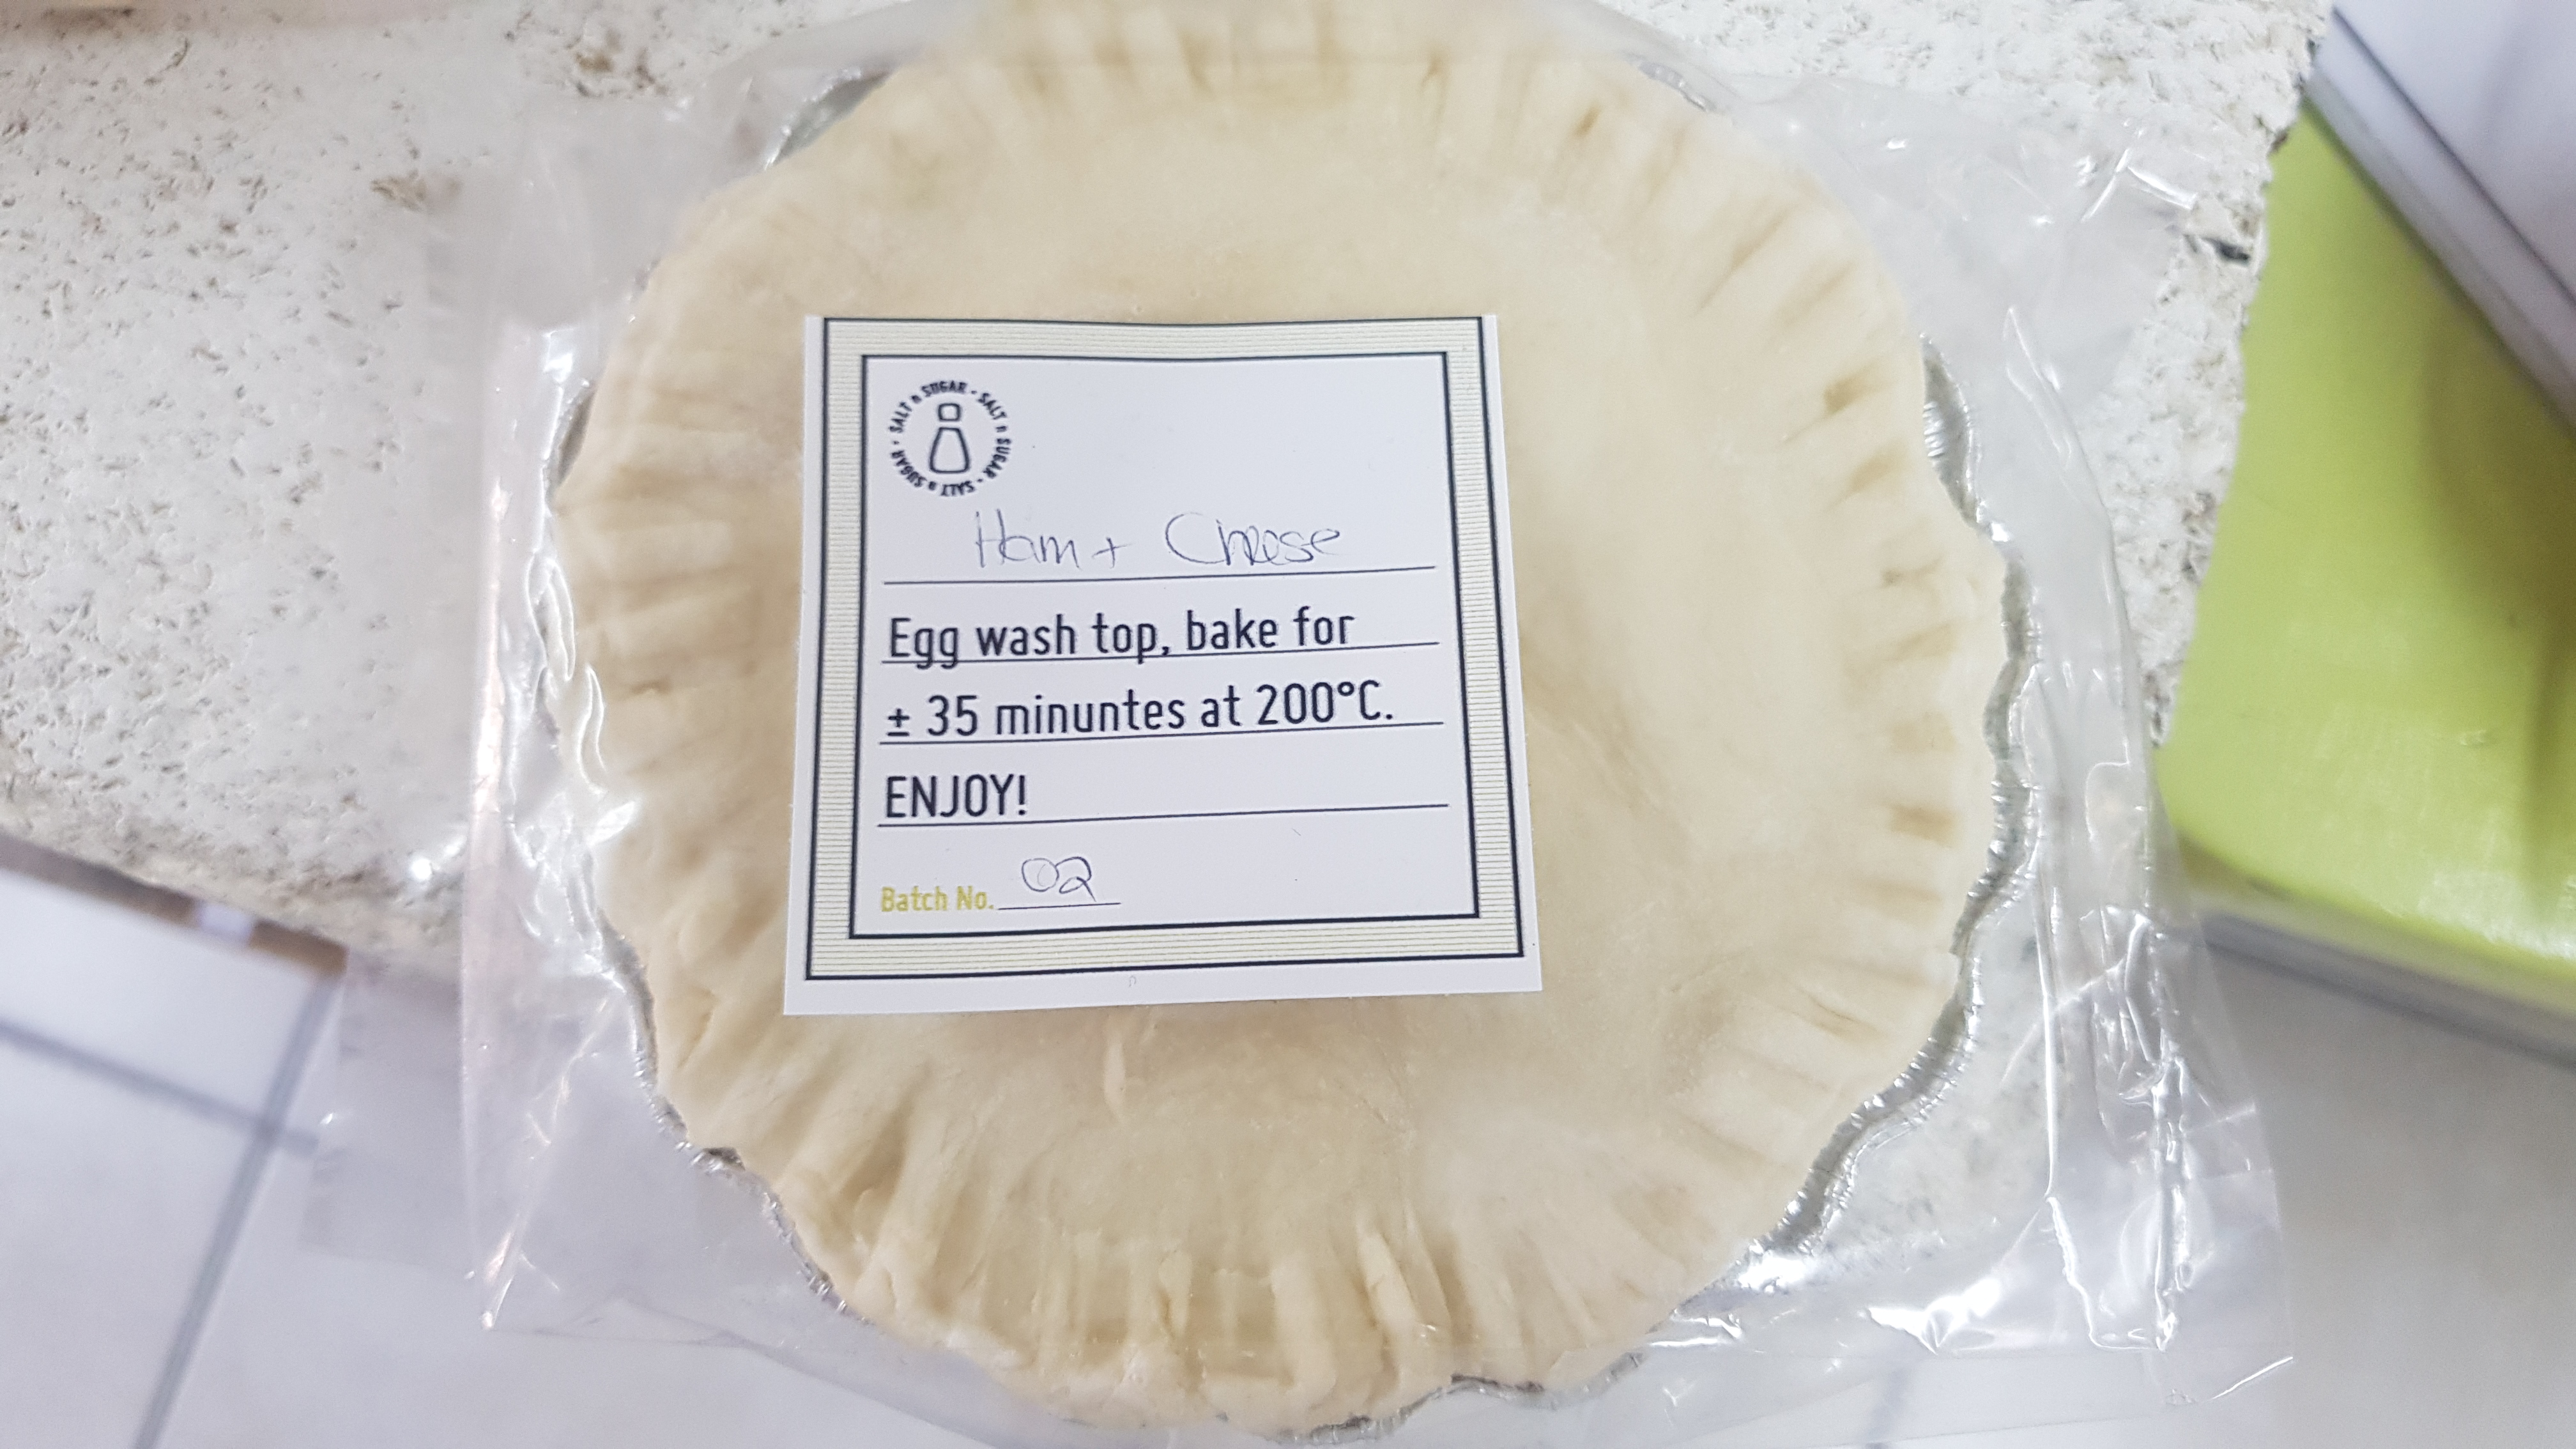 SALT n SUGAR · SALT n SUGAR · SALT n SUGAR ·
Ham + Cheese
Egg wash top, bake for
± 35 minuntes at 200°C.
ENJOY!
Batch No. 02